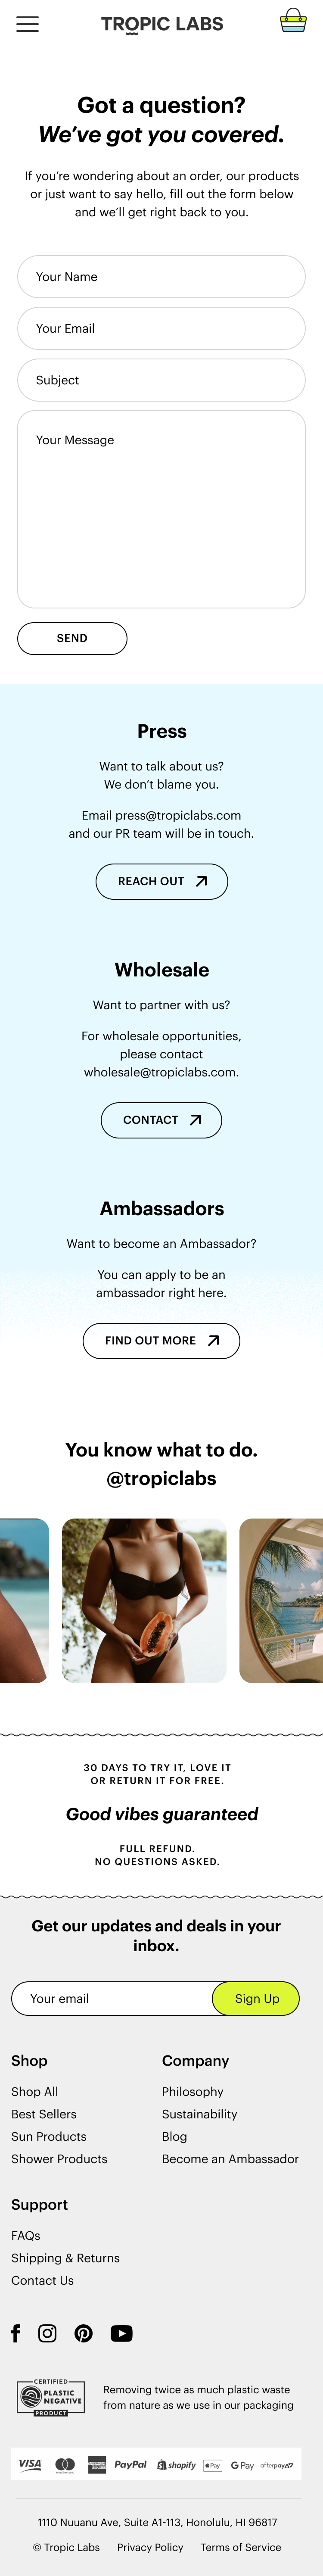 TROPIC LABS
Got a question?
We've got you covered.
If you're wondering about an order, our products
or just want to say hello, fill out the form below
and we'll get right back to you.
Your Name
Your Email
Subject
Your Message
SEND
Press
Want to talk about us?
We don't blame you.
Email press@tropiclabs.com
and our PR team will be in touch.
REACH OUT
Wholesale
Want to partner with us?
For wholesale opportunities,
please contact
wholesale@tropiclabs.com.
CONTACT
Ambassadors
Want to become an Ambassador?
You can apply to be an
ambassador right here.
FIND OUT MORE
You know what to do.
@tropiclabs
30 DAYS TO TRY IT, LOVE IT
OR RETURN IT FOR FREE.
Good vibes guaranteed
FULL REFUND.
NO QUESTIONS ASKED.
Get our updates and deals in your
inbox.
Your email
Sign Up
Shop
Shop All
Best Sellers
Sun Products
Shower Products
Company
Philosophy
Sustainability
Blog
Become an Ambassador
Support
FAQs
Shipping & Returns
Contact Us
CERTIFIED
PLASTIC
NEGATIVE
PRODUCT
Removing twice as much plastic waste
from nature as we use in our packaging
VISA PayPal shopify Pay G Pay afterpay
1110 Nuuanu Ave, Suite A1-113, Honolulu, HI 96817
© Tropic Labs Privacy Policy Terms of Service